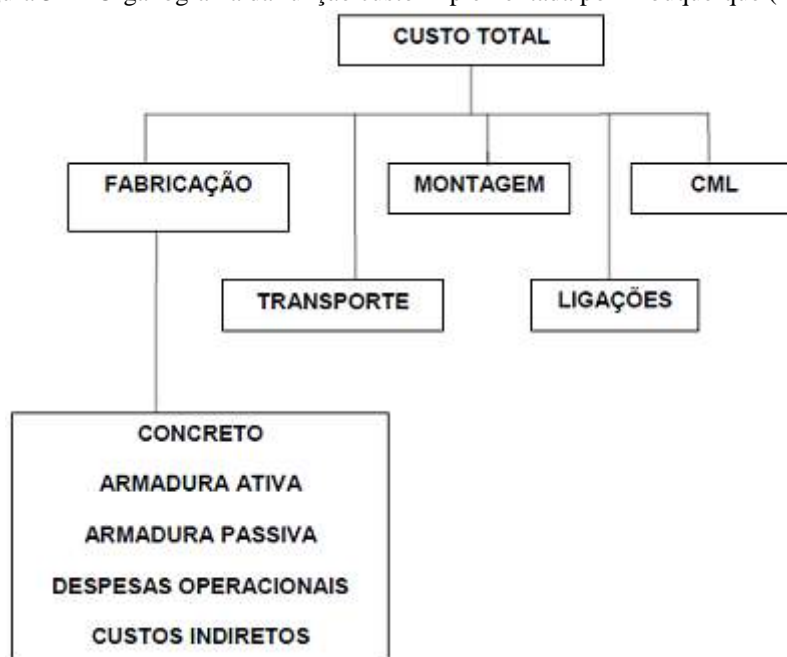 CUSTO TOTAL
FABRICAÇÃO
MONTAGEM
CML
TRANSPORTE
LIGAÇÕES
CONCRETO
ARMADURA ATIVA
ARMADURA PASSIVA
DESPESAS OPERACIONAIS
CUSTOS INDIRETOS